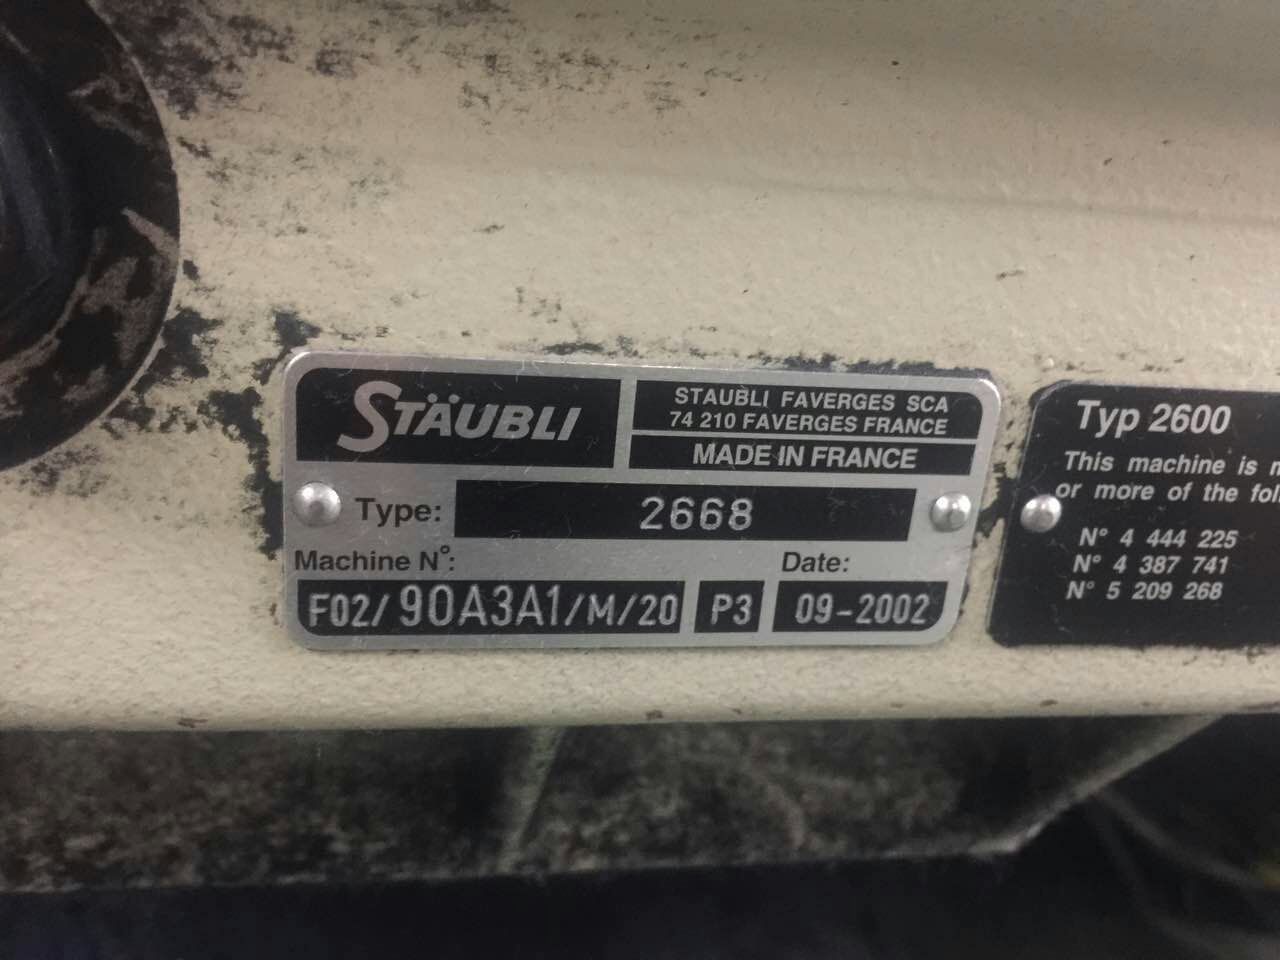 STÄUBLI
STAUBLI FAVERGES SCA
74 210 FAVERGES FRANCE
MADE IN FRANCE
Type: 2668
Machine N°:
Date:
F02/90A3A1/M/20 P3 09-2002
Typ 2600
This machine is
or more of the
N° 4 444 225
N° 4 387 741
N° 5 209 268